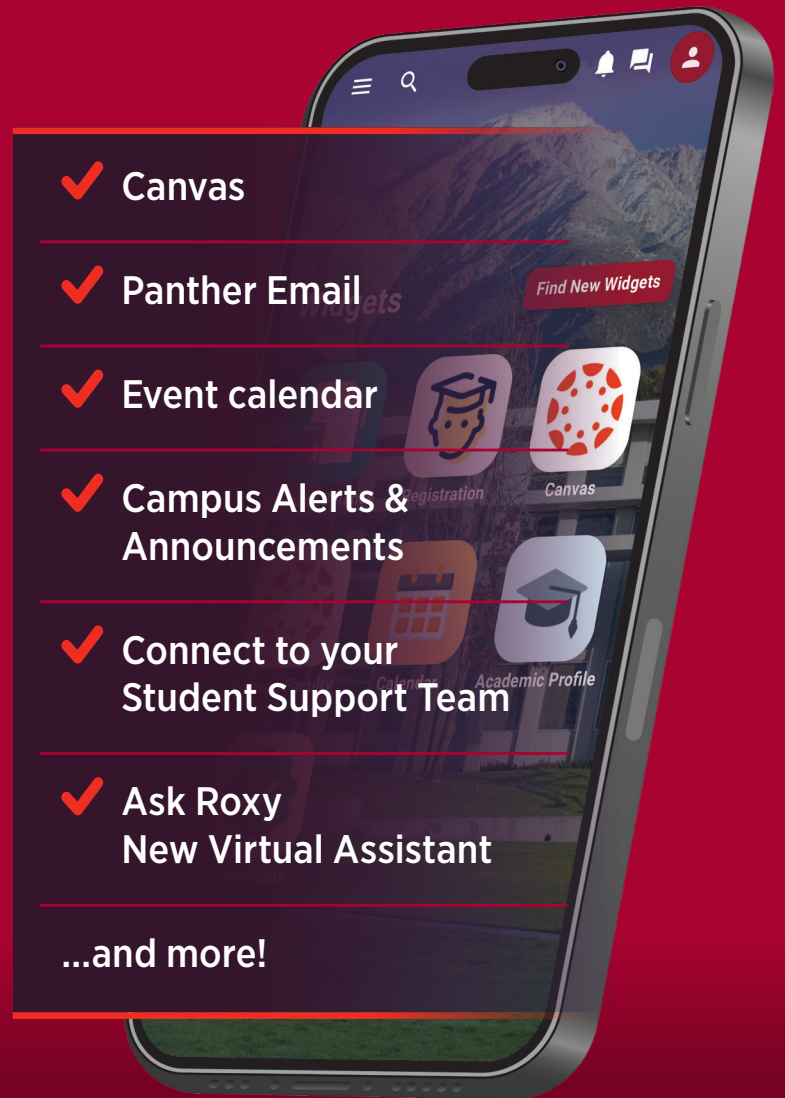 Canvas
Panther Email
Event calendar
Campus Alerts &
Announcements
Connect to your
Student Support Team
Ask Roxy
New Virtual Assistant
...and more!
Widgets
Find New Widgets
Registration
Canvas
Calendar
Academic Profile